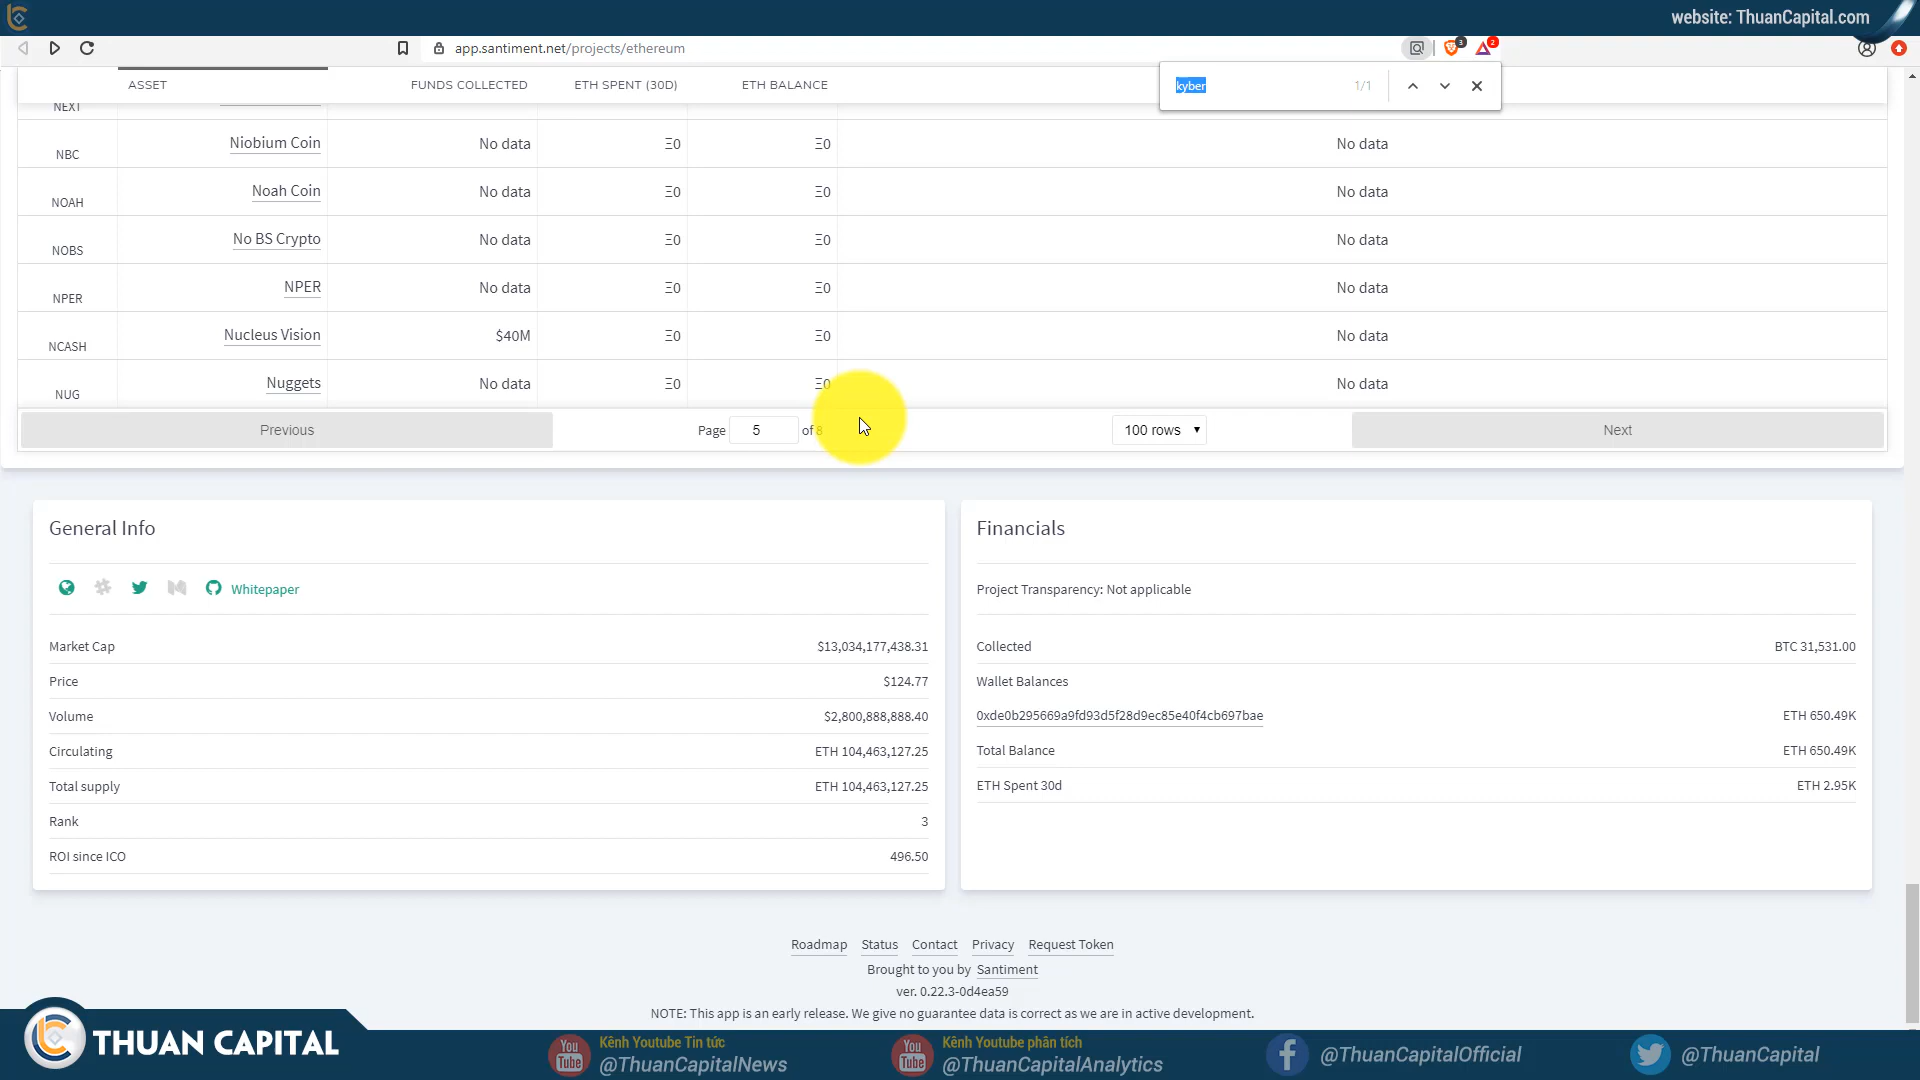 website: ThuanCapital.com
app.santiment.net/projects/ethereum
3
2
kyber 1/1
ASSET FUNDS COLLECTED ETH SPENT (30D) ETH BALANCE
NEXT
NBC Niobium Coin No data Ξ0 Ξ0 No data
NOAH Noah Coin No data Ξ0 Ξ0 No data
NOBS No BS Crypto No data Ξ0 Ξ0 No data
NPER NPER No data Ξ0 Ξ0 No data
NCASH Nucleus Vision $40M Ξ0 Ξ0 No data
NUG Nuggets No data Ξ0 Ξ0 No data
Previous Page 5 of 8 100 rows Next
General Info
Whitepaper
Market Cap $13,034,177,438.31
Price $124.77
Volume $2,800,888,888.40
Circulating ETH 104,463,127.25
Total supply ETH 104,463,127.25
Rank 3
ROI since ICO 496.50
Financials
Project Transparency: Not applicable
Collected BTC 31,531.00
Wallet Balances
0xde0b295669a9fd93d5f28d9ec85e40f4cb697bae ETH 650.49K
Total Balance ETH 650.49K
ETH Spent 30d ETH 2.95K
Roadmap Status Contact Privacy Request Token
Brought to you by Santiment
ver. 0.22.3-0d4ea59
NOTE: This app is an early release. We give no guarantee data is correct as we are in active development.
THUAN CAPITAL
You Tube Kênh Youtube Tin tức
@ThuanCapitalNews
You Tube Kênh Youtube phân tích
@ThuanCapitalAnalytics
@ThuanCapitalOfficial
@ThuanCapital